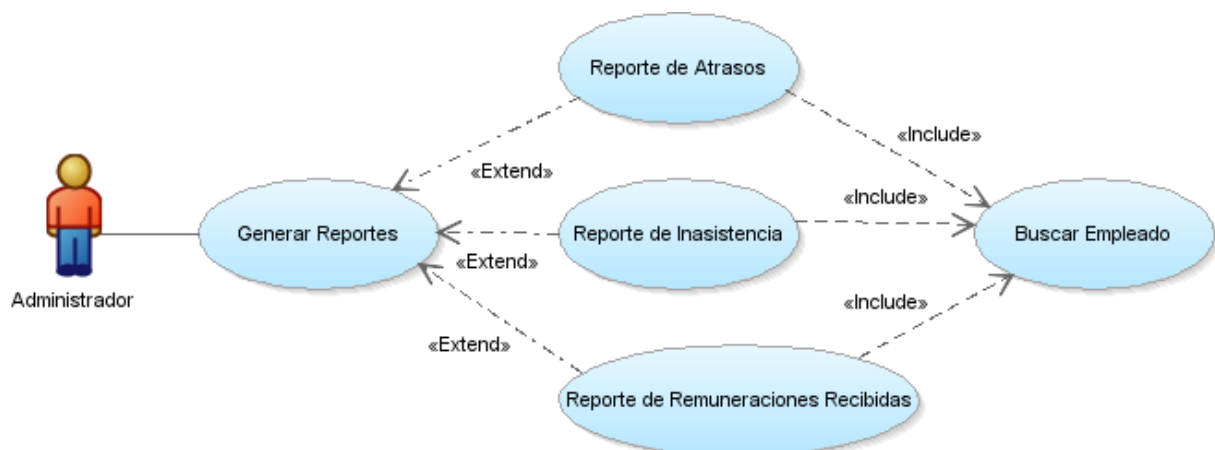 Reporte de Atrasos
«Include»
«Extend»
«Include»
Generar Reportes
Reporte de Inasistencia
Buscar Empleado
«Extend»
Administrador
«Include»
«Extend»
Reporte de Remuneraciones Recibidas